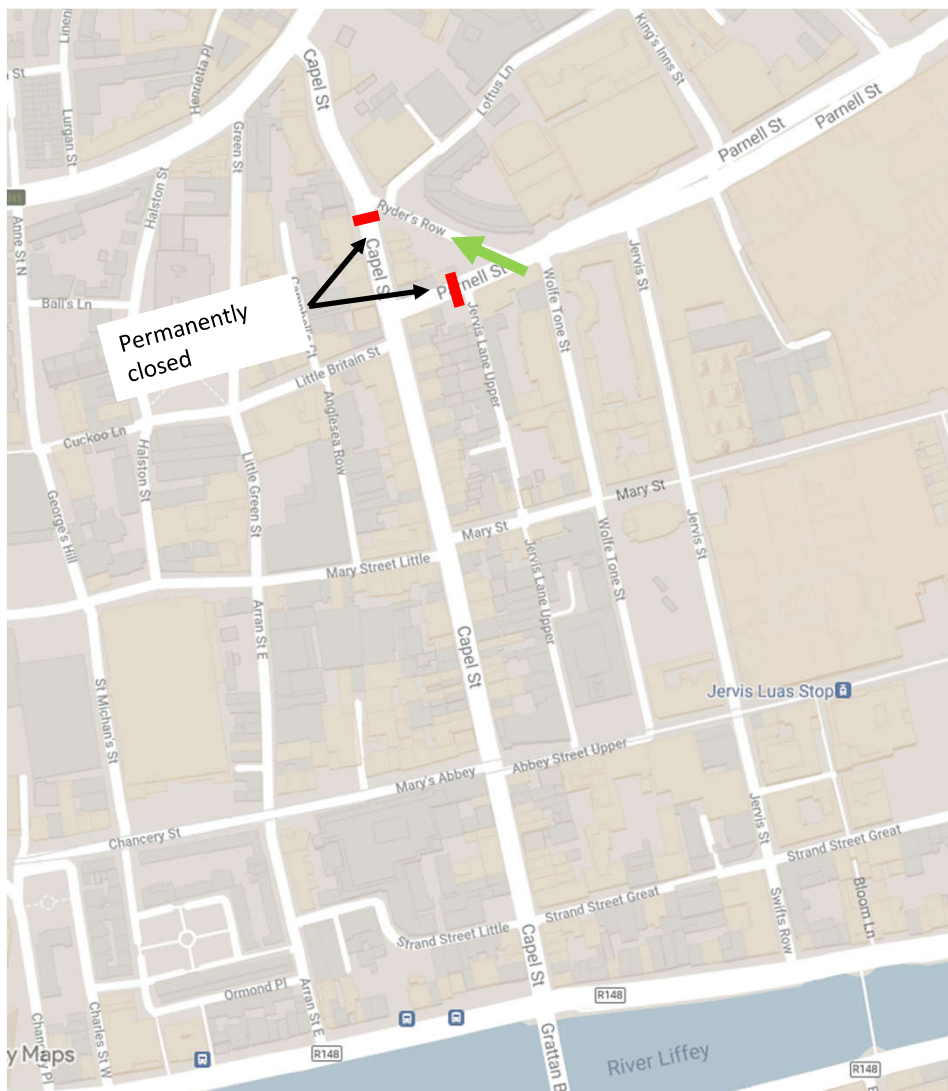 Linen
Capel St
Henrietta Pl
King's Inns St
St
Loftus Ln
Lurgan St
Green St
Parnell St
Parnell St
Halston St
Ryder's Row
Anne St N
Capel St
Jervis St
Parnell St
Wolfe Tone St
Ball's Ln
Permanently
closed
Jervis Lane Upper
Little Britain St
Anglesea Row
Cuckoo Ln
Halston St
Little Green St
George's Hill
Mary St
Mary St
Jervis St
Wolfe Tone St
Mary Street Little
Jervis Lane Upper
Arran St E
Capel St
St Michan's St
Jervis Luas Stop
Abbey Street Upper
Mary's Abbey
Chancery St
Jervis St
Strand Street Great
Strand Street Great
Bloom Ln
Swifts Row
Strand Street Little
Capel St
Ormond Pl
Arran St E
R148
Charles St W
Grattan B
y Maps
R148
River Liffey
R148